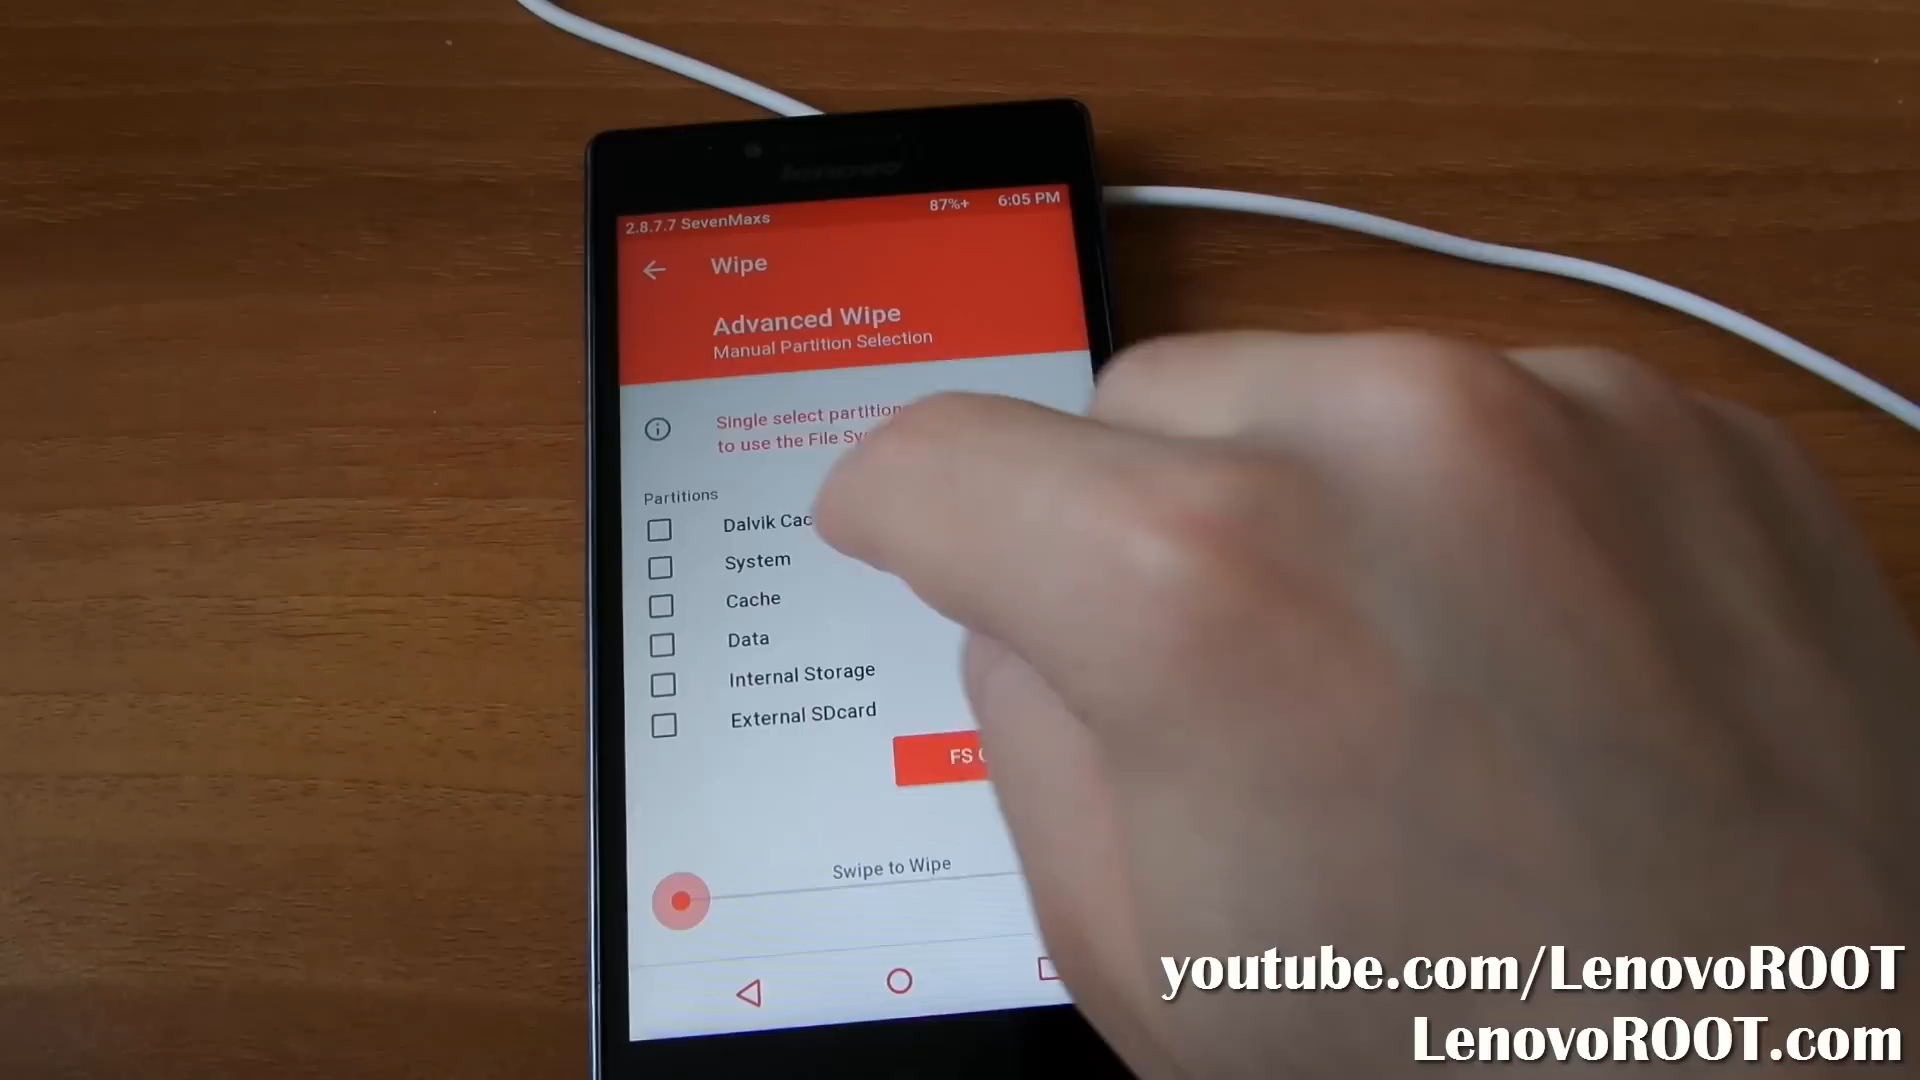 lenovo
2.8.7.7 SevenMaxs 87%+ 6:05 PM
Wipe
Advanced Wipe
Manual Partition Selection
Single select partition
to use the File Sy
Partitions
Dalvik Cac
System
Cache
Data
Internal Storage
External SDcard
FS
Swipe to Wipe
youtube.com/LenovoROOT
LenovoROOT.com